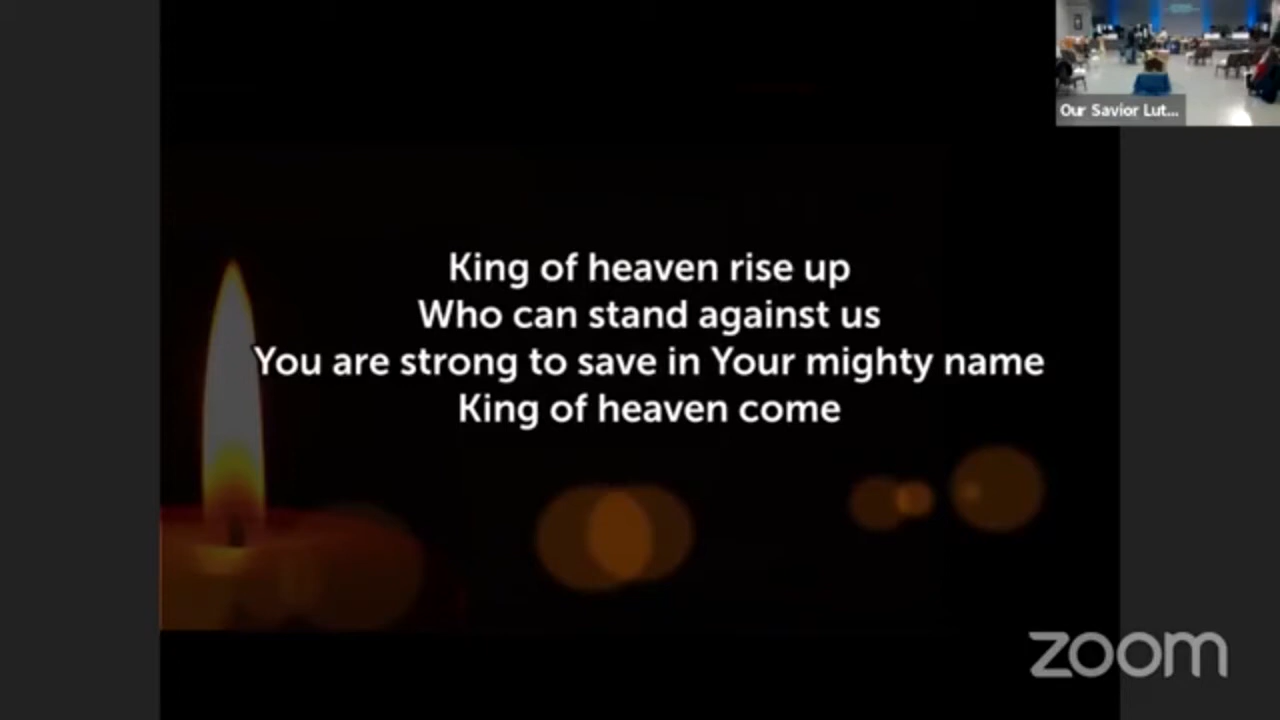 Our Savior Lut...
King of heaven rise up
Who can stand against us
You are strong to save in Your mighty name
King of heaven come
zoom